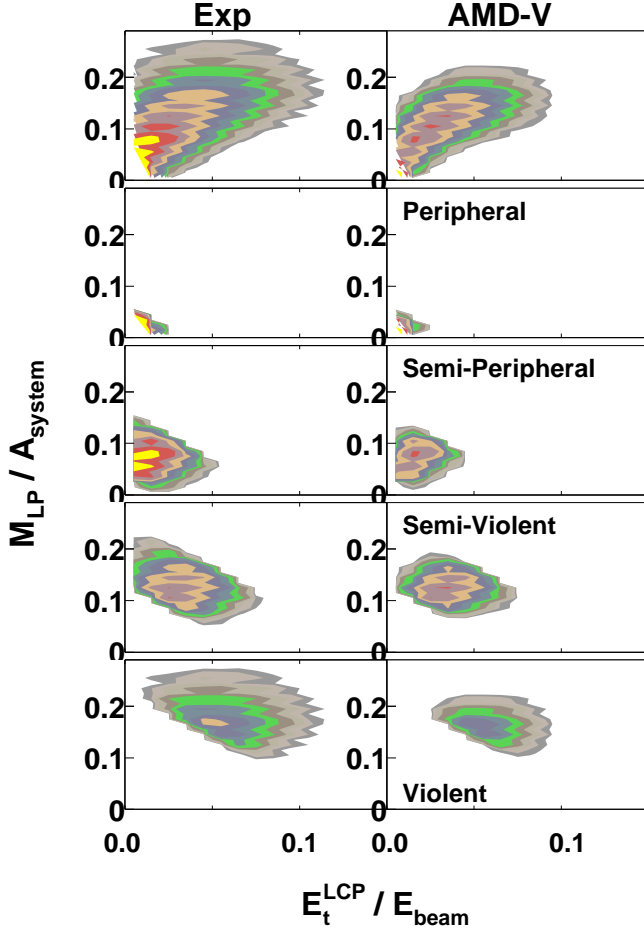 Exp AMD-V
0.2 0.2
0.1 0.1
0 0
Peripheral
0.2 0.2
0.1 0.1
0 0
Semi-Peripheral
0.2 0.2
0.1 0.1
0 0
Semi-Violent
0.2 0.2
0.1 0.1
0 0
0.2 0.2
0.1 0.1
Violent
0 0
0.0 0.1 0.0 0.1
M_LP / A_system
E_t^LCP / E_beam